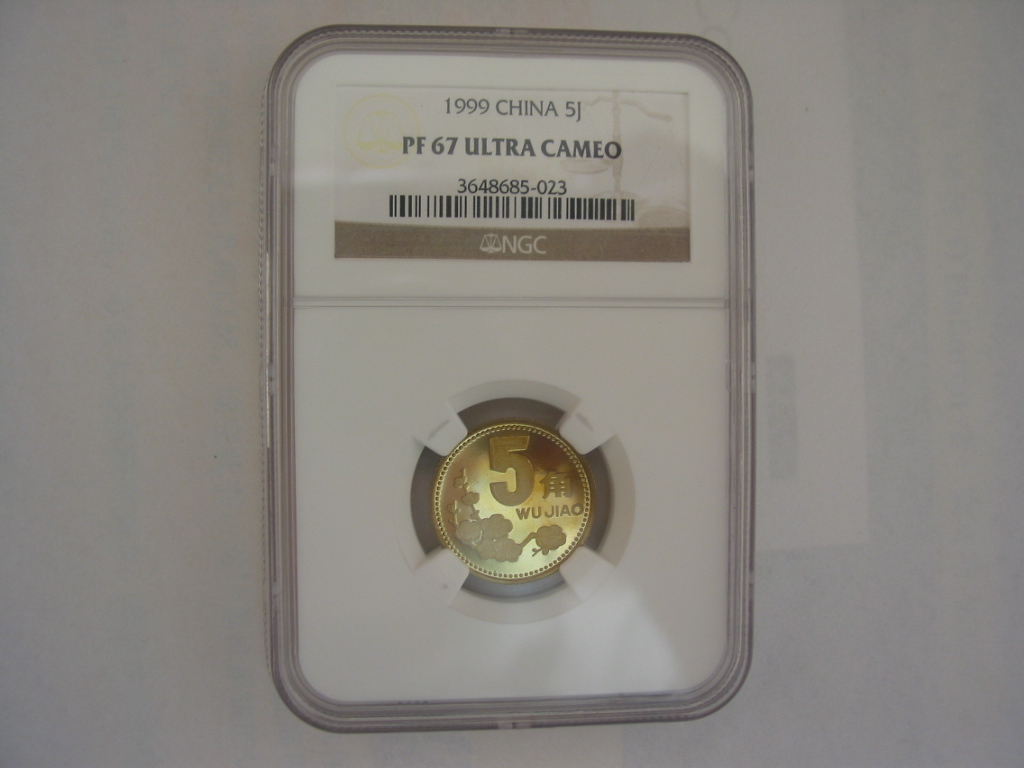 1999 CHINA 5J
PF 67 ULTRA CAMEO
3648685-023
NGC
5 角
WU JIAO